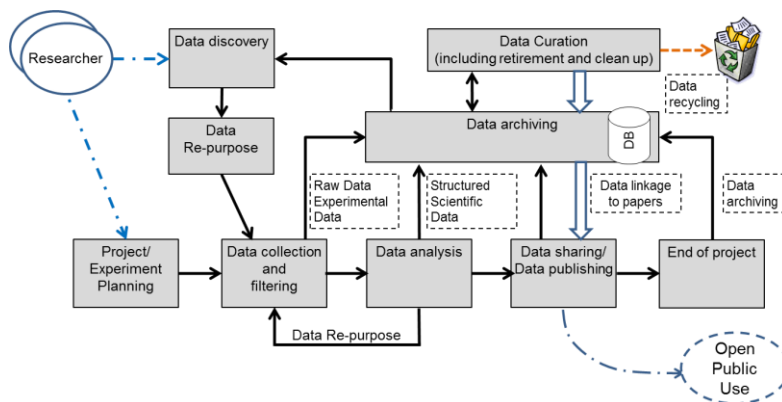 Researcher
Data discovery
Data Curation
(including retirement and clean up)
Data
recycling
Data
Re-purpose
Data archiving
DB
Raw Data
Experimental
Data
Structured
Scientific
Data
Data linkage
to papers
Data
archiving
Project/
Experiment
Planning
Data collection
and
filtering
Data analysis
Data sharing/
Data publishing
End of project
Data Re-purpose
Open
Public
Use